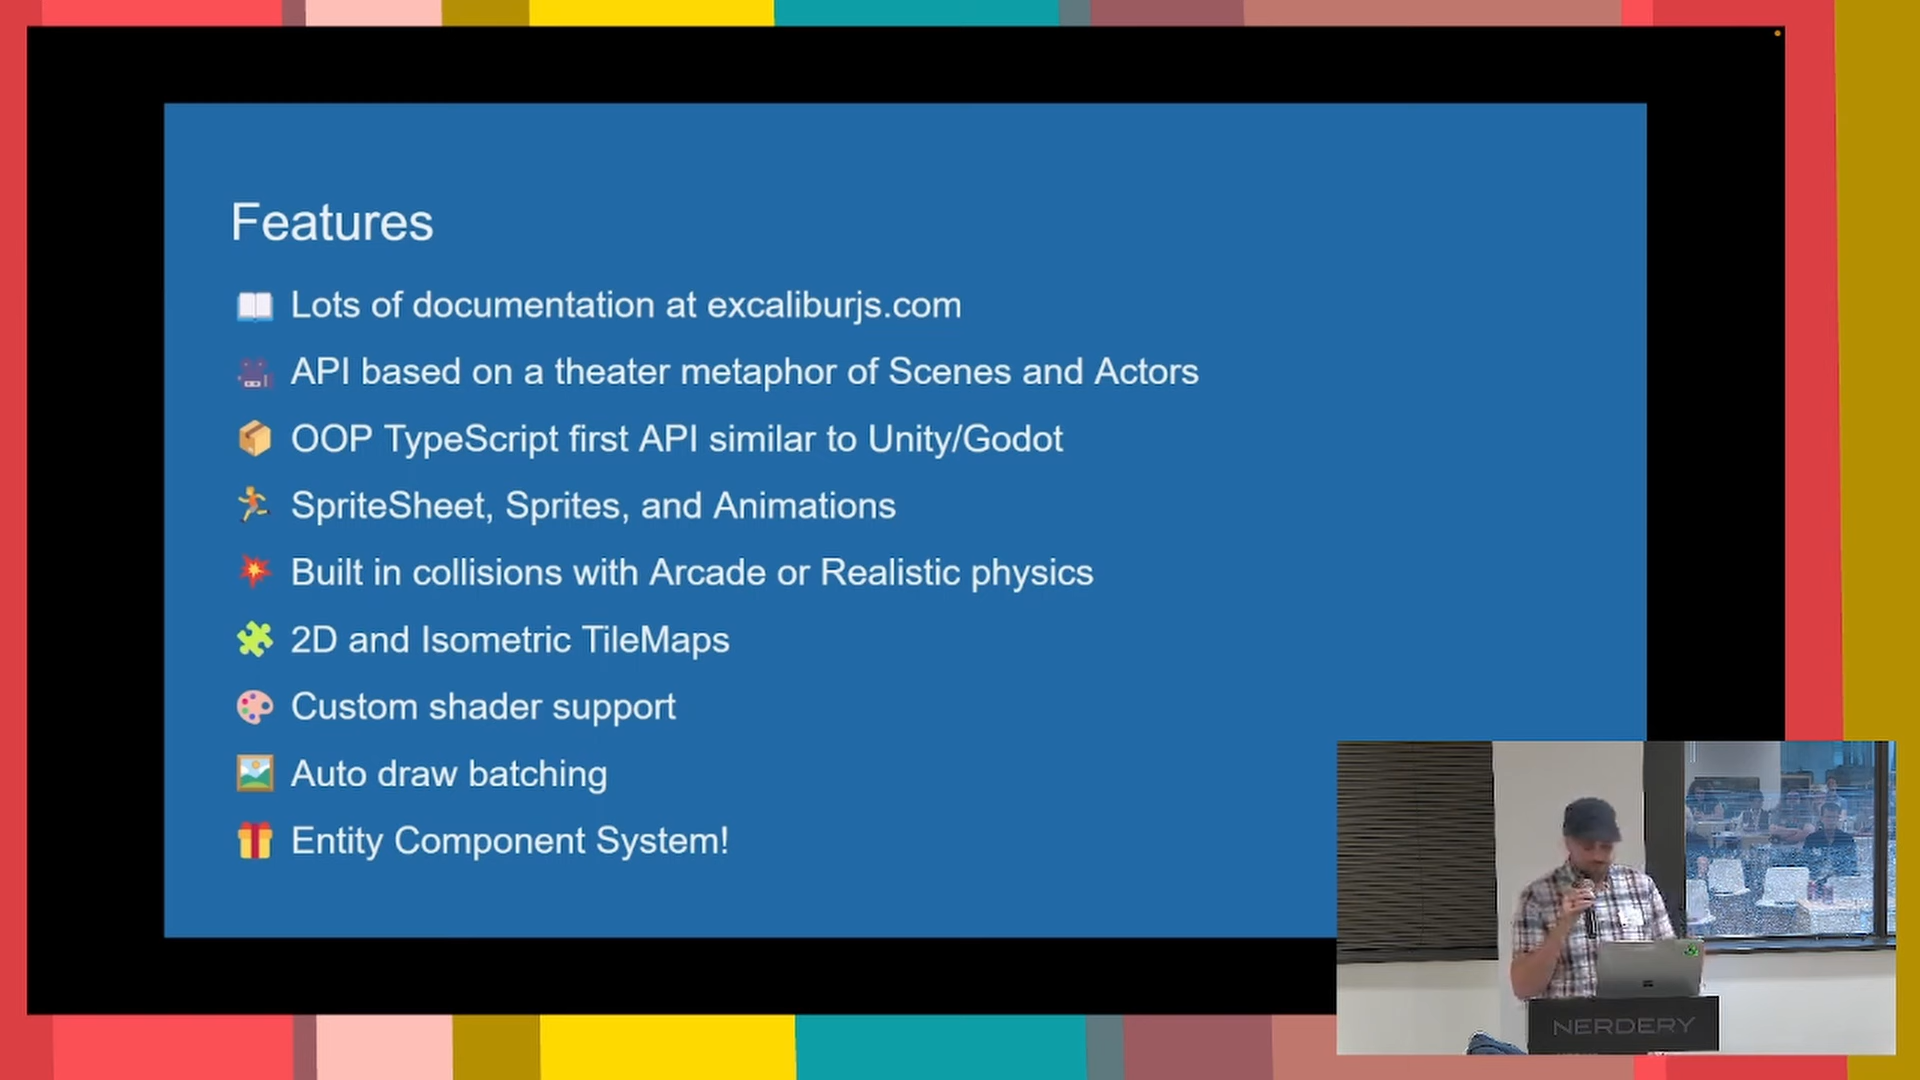 Features
Lots of documentation at excaliburjs.com
API based on a theater metaphor of Scenes and Actors
OOP TypeScript first API similar to Unity/Godot
SpriteSheet, Sprites, and Animations
Built in collisions with Arcade or Realistic physics
2D and Isometric TileMaps
Custom shader support
Auto draw batching
Entity Component System!
NERDERY